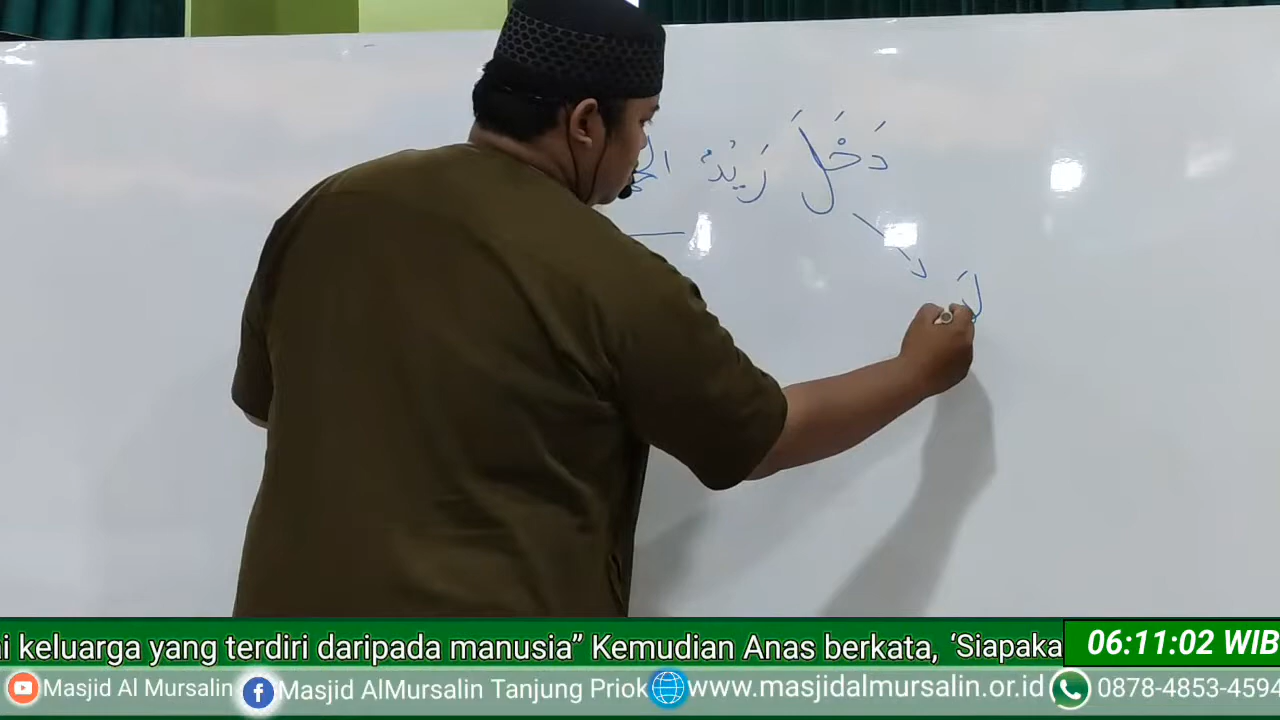 دَخَلَ زَيْدٌ
لَ
i keluarga yang terdiri daripada manusia” Kemudian Anas berkata, ‘Siapaka
06:11:02 WIB
Masjid Al Mursalin Masjid AlMursalin Tanjung Priok www.masjidalmursalin.or.id 0878-4853-4594